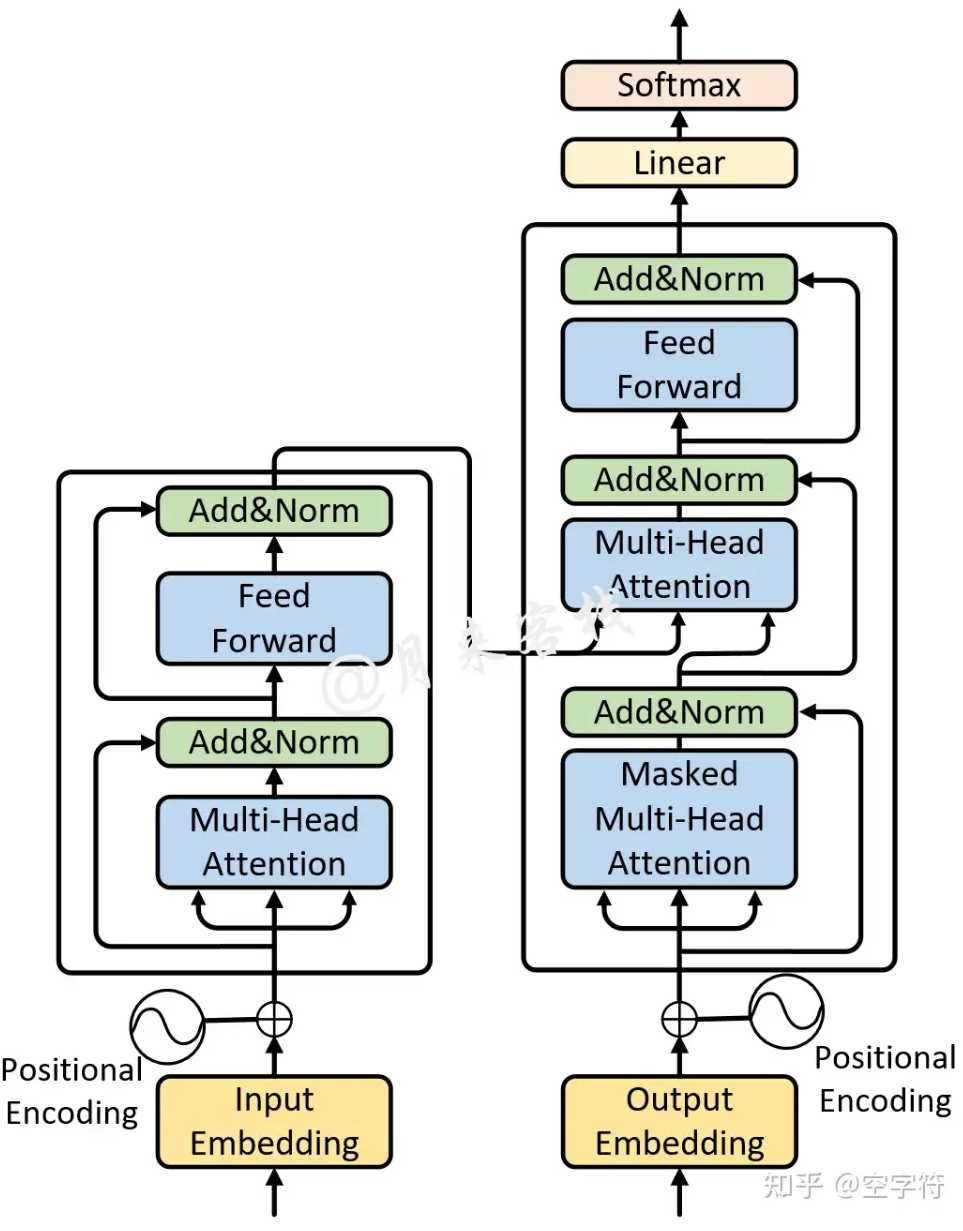 Softmax
Linear
Add&Norm
Feed
Forward
Add&Norm
Multi-Head
Attention
Add&Norm
Masked
Multi-Head
Attention
Add&Norm
Feed
Forward
Add&Norm
Multi-Head
Attention
Positional
Encoding
Input
Embedding
Output
Embedding
Positional
Encoding
@月来客栈
知乎 @空字符